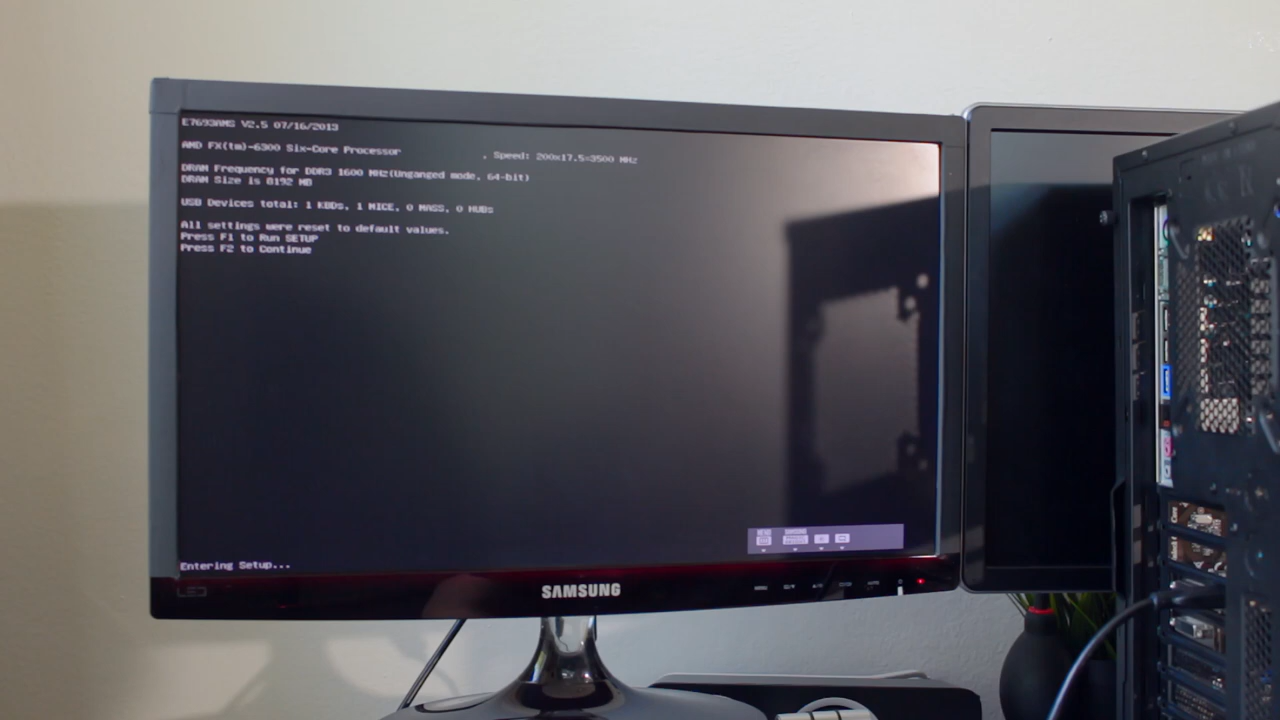 E7693AMS V2.5 07/16/2013
AMD FX(tm)-6300 Six-Core Processor , Speed: 200x17.5=3500 MHz
DRAM Frequency for DDR3 1600 MHz(Unganged mode, 64-bit)
DRAM Size is 8192 MB
USB Devices total: 1 KBDs, 1 MICE, 0 MASS, 0 HUBs
All settings were reset to default values.
Press F1 to Run SETUP
Press F2 to Continue
Entering Setup...
SAMSUNG